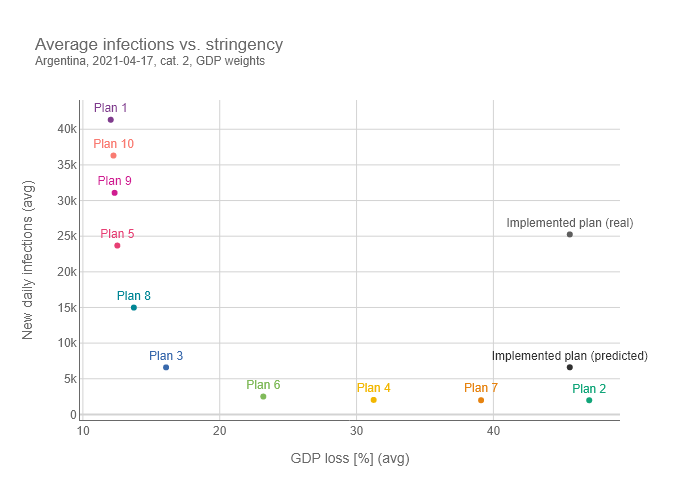 Average infections vs. stringency
Argentina, 2021-04-17, cat. 2, GDP weights
New daily infections (avg)
40k
35k
30k
25k
20k
15k
10k
5k
0
Plan 1
Plan 10
Plan 9
Plan 5
Implemented plan (real)
Plan 8
Plan 3
Implemented plan (predicted)
Plan 6
Plan 4
Plan 7
Plan 2
10
20
30
40
GDP loss [%] (avg)